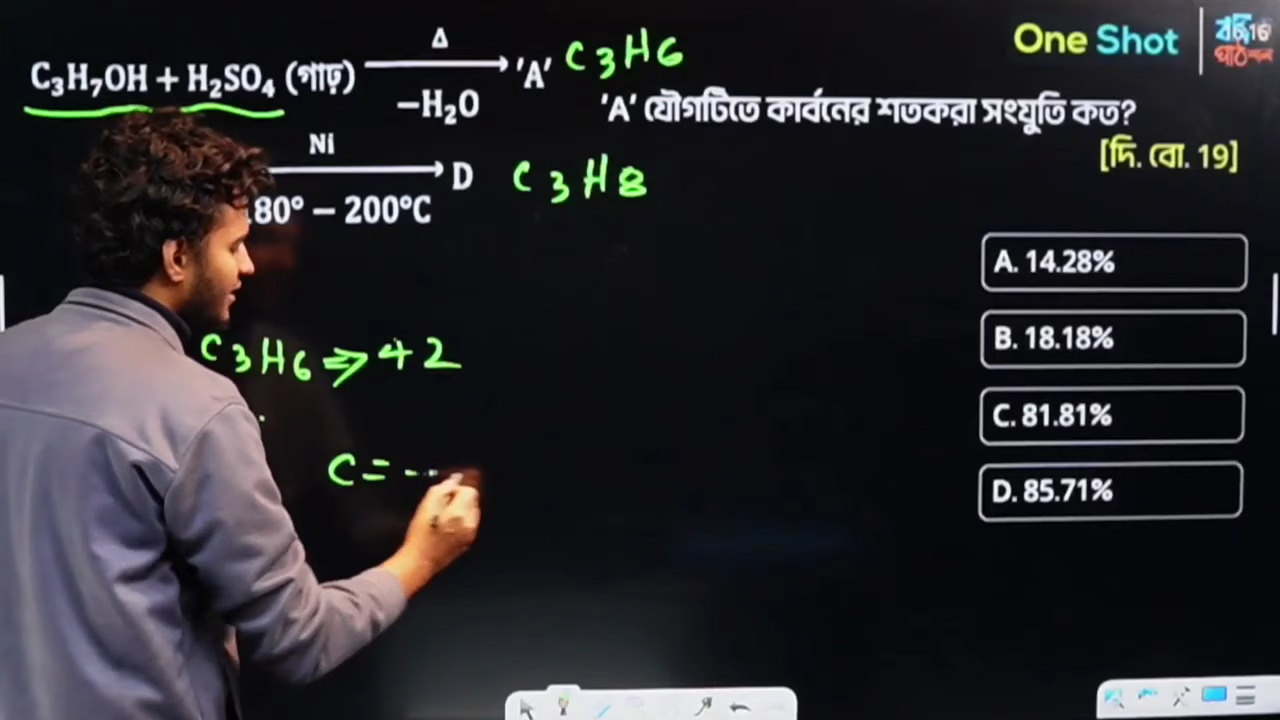 One Shot
C₃H₇OH + H₂SO₄ (গাঢ়) Δ −H₂O 'A' C₃H₆
'A' যৌগটিতে কার্বনের শতকরা সংযুতি কত?
[দি. বো. 19]
Ni 80° − 200°C D C₃H₈
A. 14.28%
B. 18.18%
C. 81.81%
D. 85.71%
C₃H₆ ⇒ 42
C =